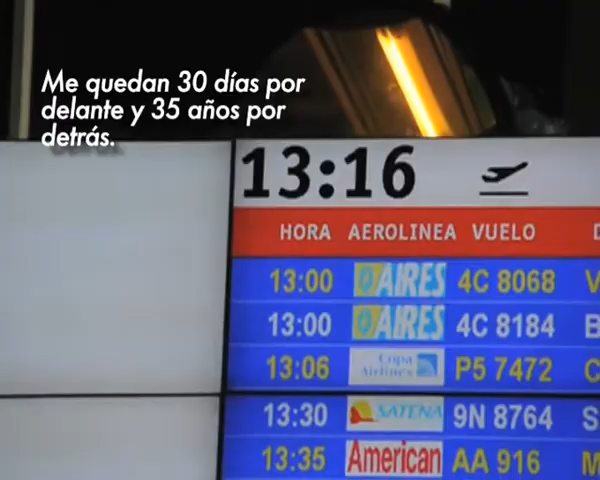 Me quedan 30 días por
delante y 35 años por
detrás.
13:16
HORA AEROLINEA VUELO D
13:00 AIRES 4C 8068 V
13:00 AIRES 4C 8184 B
13:06 Copa Airlines P5 7472 C
13:30 SATENA 9N 8764 S
13:35 American AA 916 M